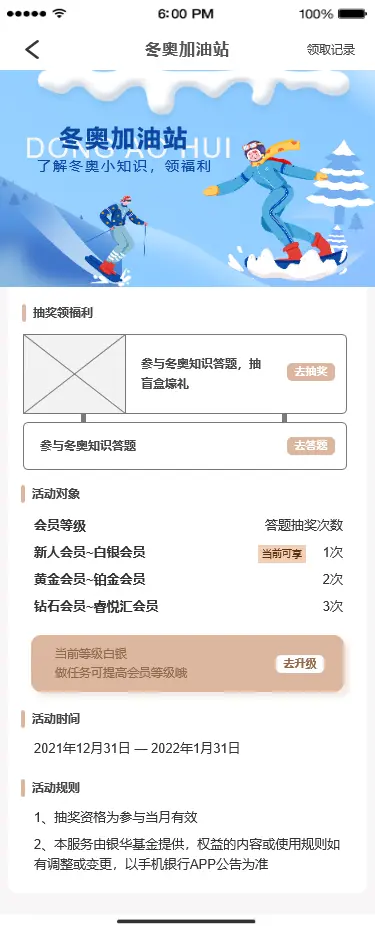 6:00 PM
100%
冬奥加油站
领取记录
DONG AO HUI
冬奥加油站
了解冬奥小知识，领福利
抽奖领福利
参与冬奥知识答题，抽
盲盒壕礼
去抽奖
参与冬奥知识答题
去答题
活动对象
会员等级 答题抽奖次数
新人会员~白银会员 当前可享 1次
黄金会员~铂金会员 2次
钻石会员~睿悦汇会员 3次
当前等级白银
做任务可提高会员等级哦
去升级
活动时间
2021年12月31日 — 2022年1月31日
活动规则
1、抽奖资格为参与当月有效
2、本服务由银华基金提供，权益的内容或使用规则如
有调整或变更，以手机银行APP公告为准